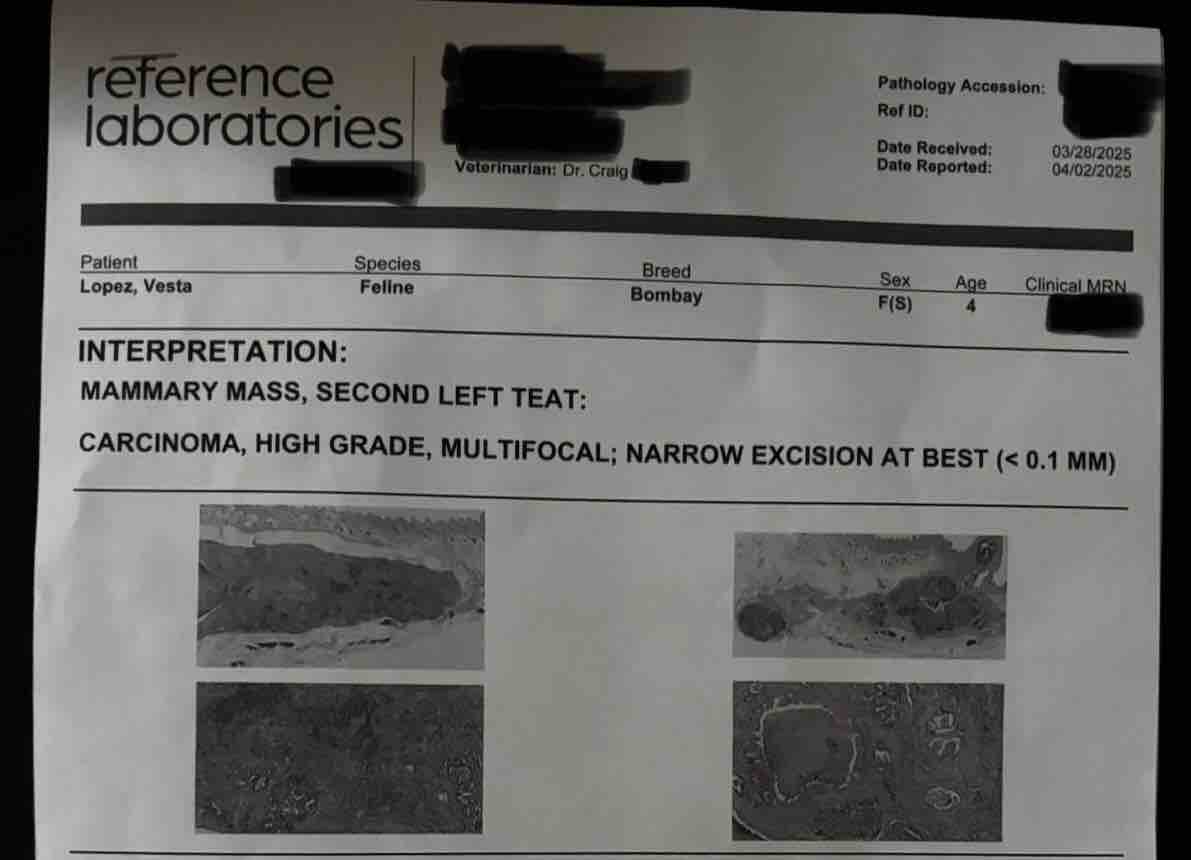 reference
laboratories
Veterinarian: Dr. Craig
Pathology Accession:
Ref ID:
Date Received: 03/28/2025
Date Reported: 04/02/2025
Patient Species Breed Sex Age Clinical MRN
Lopez, Vesta Feline Bombay F(S) 4
INTERPRETATION:
MAMMARY MASS, SECOND LEFT TEAT:
CARCINOMA, HIGH GRADE, MULTIFOCAL; NARROW EXCISION AT BEST (< 0.1 MM)